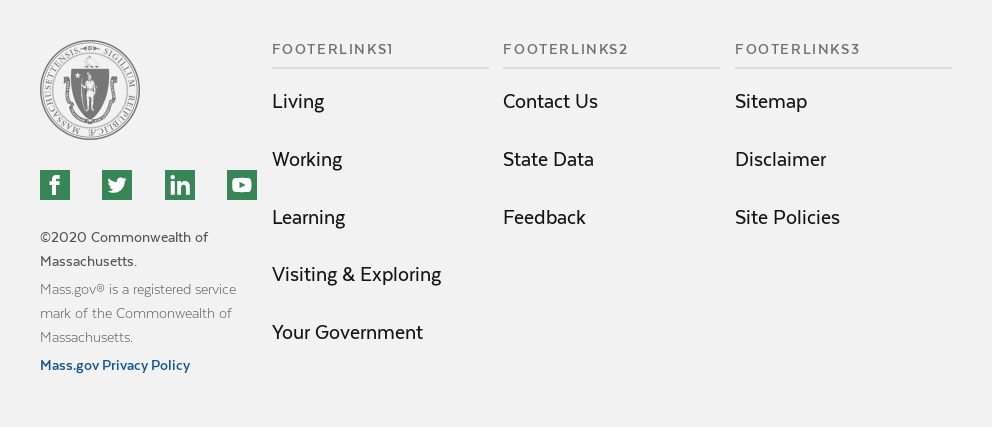 SIGILLUM REIPUBLICÆ MASSACHUSETTENSIS
©2020 Commonwealth of
Massachusetts.
Mass.gov® is a registered service
mark of the Commonwealth of
Massachusetts.
Mass.gov Privacy Policy
FOOTERLINKS1
Living
Working
Learning
Visiting & Exploring
Your Government
FOOTERLINKS2
Contact Us
State Data
Feedback
FOOTERLINKS3
Sitemap
Disclaimer
Site Policies